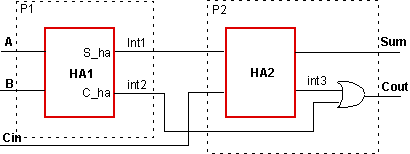 P1
P2
A
S_ha
Int1
Sum
HA1
HA2
B
C_ha
int2
int3
Cout
Cin